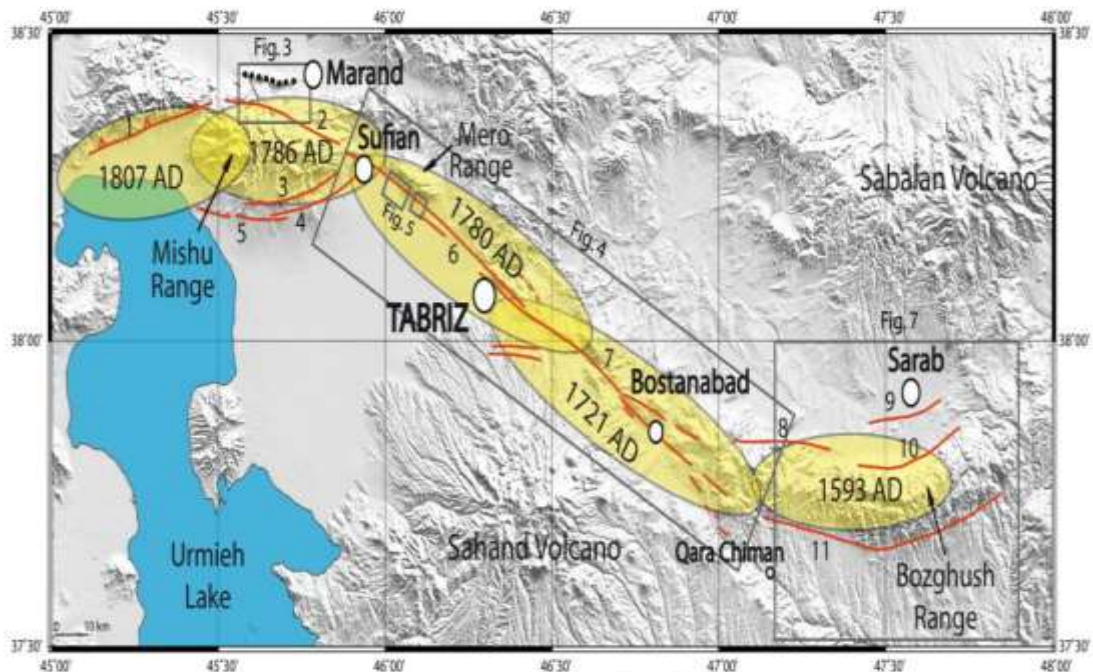 45'00'
45'30'
46'00'
46'30'
47'00'
47'30'
48'00'
38'30'
38'30'
Fig. 3
Marand
1
2
Sufian
Mero
Range
1807 AD
1786 AD
Sabalan Volcano
3
4
5
Fig.5
1780 AD
6
Fig.4
Mishu
Range
TABRIZ
38'00'
38'00'
Fig.7
Sarab
7
Bostanabad
9
1721 AD
8
10
1593 AD
Urmieh
Lake
Sahand Volcano
Qara Chiman
11
Bozghush
Range
0
10 km
37'30'
37'30'
45'00'
45'30'
46'00'
46'30'
47'00'
47'30'
48'00'